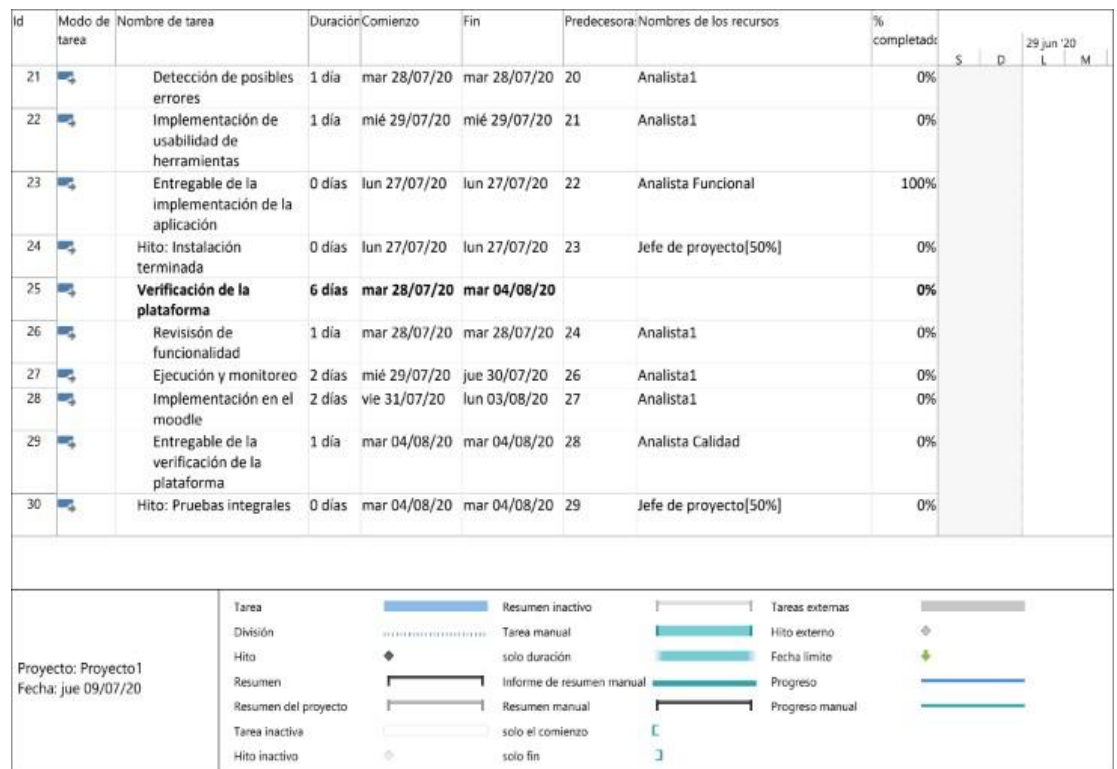 Id Modo de tarea Nombre de tarea Duración Comienzo Fin Predecesoras Nombres de los recursos % completado
29 jun '20
S D L M
21 Detección de posibles errores 1 día mar 28/07/20 mar 28/07/20 20 Analista1 0%
22 Implementación de usabilidad de herramientas 1 día mié 29/07/20 mié 29/07/20 21 Analista1 0%
23 Entregable de la implementación de la aplicación 0 días lun 27/07/20 lun 27/07/20 22 Analista Funcional 100%
24 Hito: Instalación terminada 0 días lun 27/07/20 lun 27/07/20 23 Jefe de proyecto[50%] 0%
25 Verificación de la plataforma 6 días mar 28/07/20 mar 04/08/20 0%
26 Revisisón de funcionalidad 1 día mar 28/07/20 mar 28/07/20 24 Analista1 0%
27 Ejecución y monitoreo 2 días mié 29/07/20 jue 30/07/20 26 Analista1 0%
28 Implementación en el moodle 2 días vie 31/07/20 lun 03/08/20 27 Analista1 0%
29 Entregable de la verificación de la plataforma 1 día mar 04/08/20 mar 04/08/20 28 Analista Calidad 0%
30 Hito: Pruebas integrales 0 días mar 04/08/20 mar 04/08/20 29 Jefe de proyecto[50%] 0%
Proyecto: Proyecto1
Fecha: jue 09/07/20
Tarea Resumen inactivo Tareas externas
División Tarea manual Hito externo
Hito solo duración Fecha límite
Resumen Informe de resumen manual Progreso
Resumen del proyecto Resumen manual Progreso manual
Tarea inactiva solo el comienzo
Hito inactivo solo fin